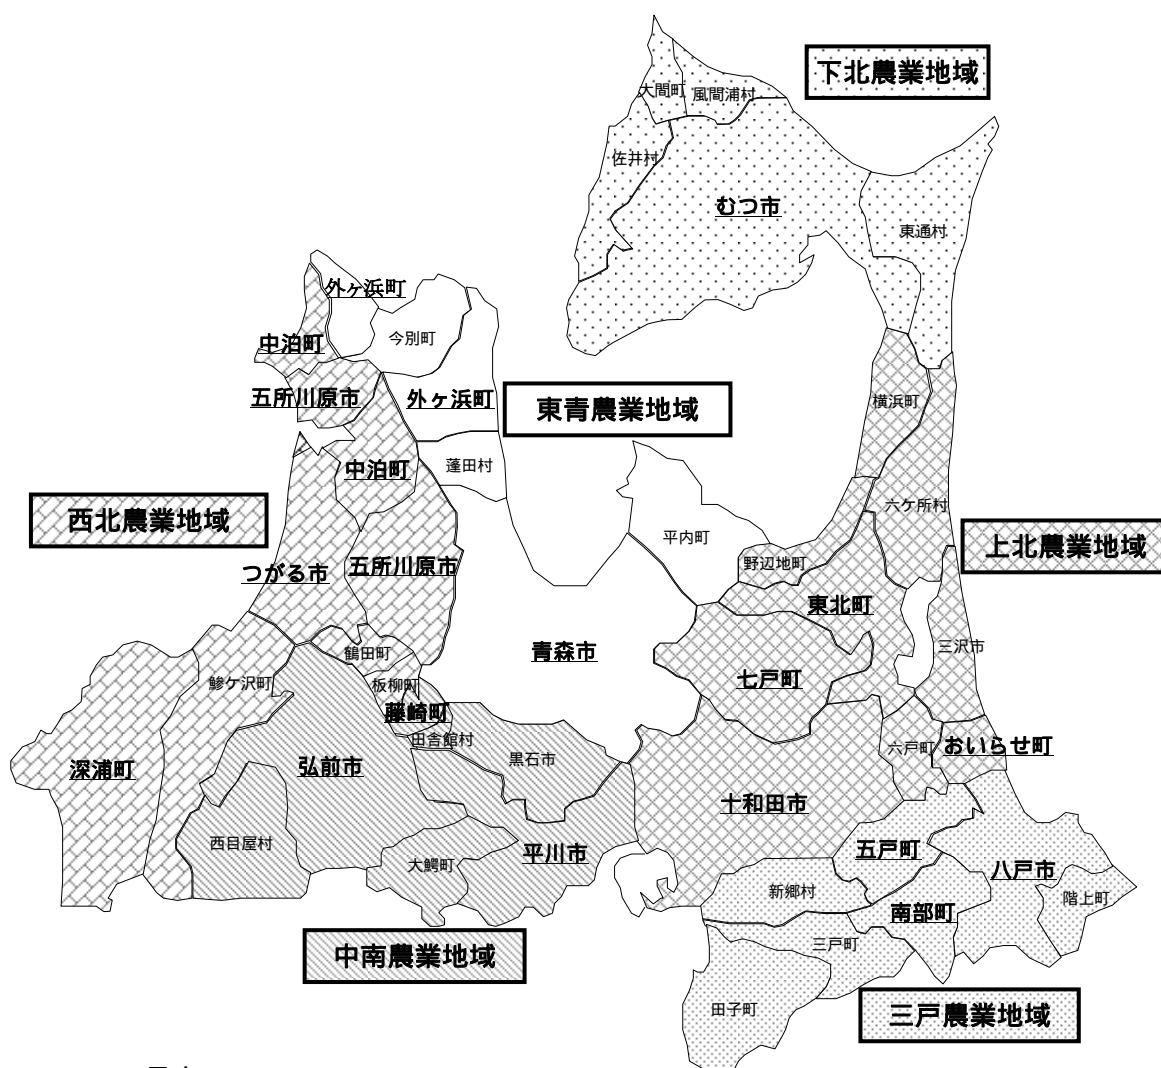 下北農業地域
大間町
風間浦村
佐井村
むつ市
東通村
外ヶ浜町
今別町
中泊町
五所川原市
外ヶ浜町
東青農業地域
横浜町
中泊町
蓬田村
六ケ所村
西北農業地域
平内町
上北農業地域
つがる市
五所川原市
野辺地町
東北町
鶴田町
青森市
三沢市
鰺ケ沢町
板柳町
七戸町
藤崎町
田舎館村
黒石市
六戸町
おいらせ町
深浦町
弘前市
十和田市
西目屋村
大鰐町
平川市
五戸町
八戸市
新郷村
南部町
階上町
中南農業地域
三戸町
田子町
三戸農業地域